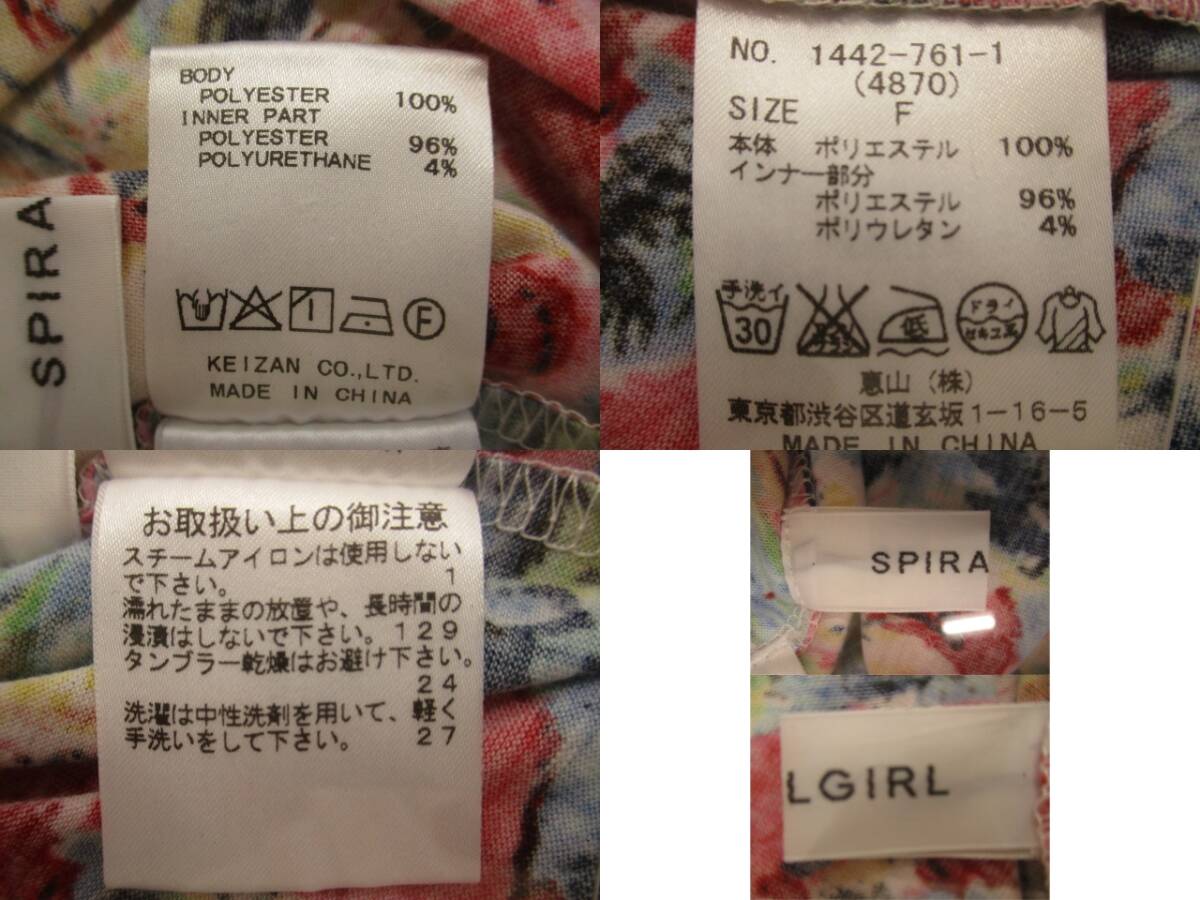 BODY
POLYESTER 100%
INNER PART
POLYESTER 96%
POLYURETHANE 4%
F
KEIZAN CO.,LTD.
MADE IN CHINA
SPIRA
NO. 1442-761-1
(4870)
SIZE F
本体 ポリエステル 100%
インナー部分
ポリエステル 96%
ポリウレタン 4%
手洗イ
30
低
ドライ
セキユ系
恵山(株)
東京都渋谷区道玄坂1-16-5
MADE IN CHINA
お取扱い上の御注意
スチームアイロンは使用しない
で下さい。 1
濡れたままの放置や、長時間の
浸漬はしないで下さい。129
タンブラー乾燥はお避け下さい。
24
洗濯は中性洗剤を用いて、軽く
手洗いをして下さい。 27
SPIRA
LGIRL